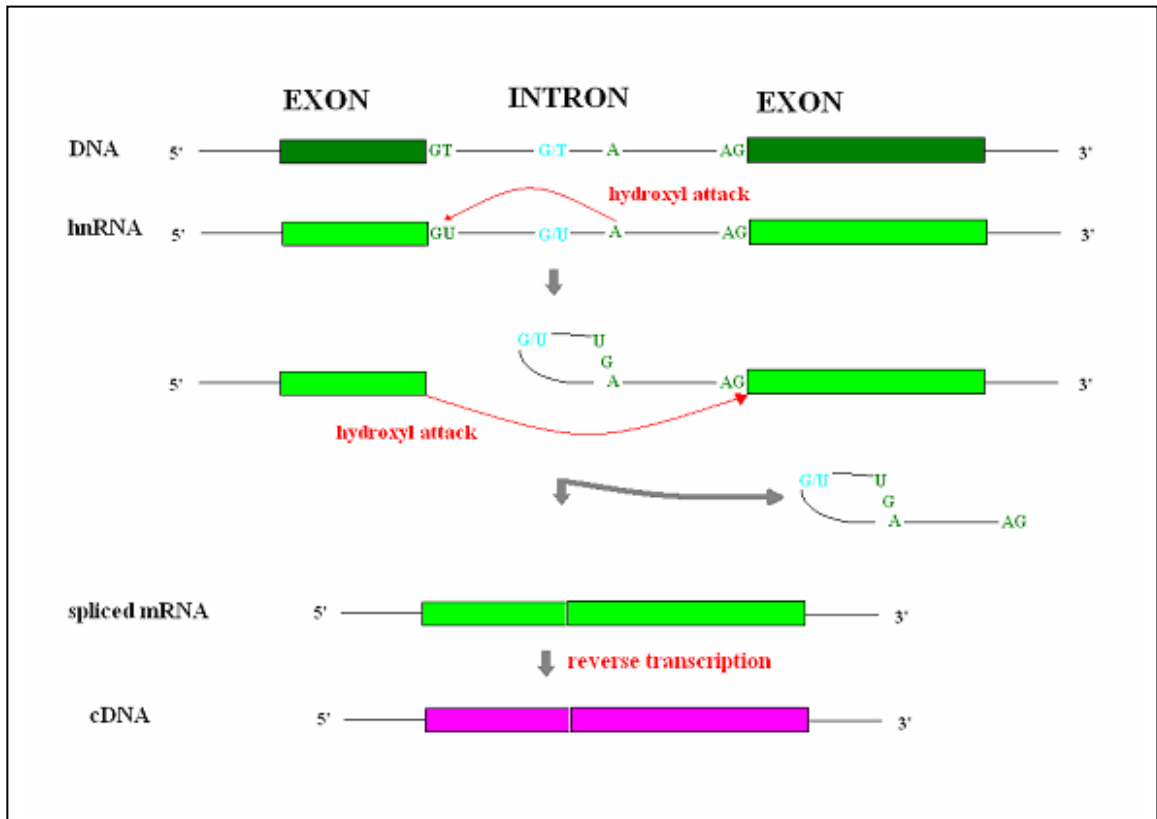 EXON INTRON EXON
DNA 5' GT G/T A AG 3'
hydroxyl attack
hnRNA 5' GU G/U A AG 3'
G/U U
G
5' A AG 3'
hydroxyl attack
G/U U
G
A AG
spliced mRNA 5' 3'
reverse transcription
cDNA 5' 3'